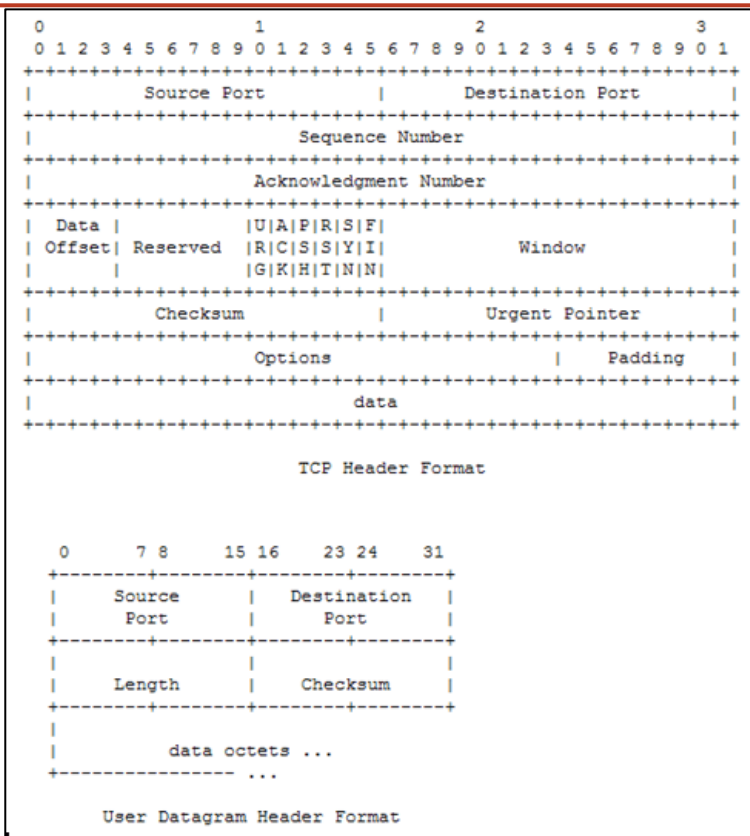 0                   1                   2                   3
0 1 2 3 4 5 6 7 8 9 0 1 2 3 4 5 6 7 8 9 0 1 2 3 4 5 6 7 8 9 0 1
+-+-+-+-+-+-+-+-+-+-+-+-+-+-+-+-+-+-+-+-+-+-+-+-+-+-+-+-+-+-+-+-+
|          Source Port          |       Destination Port        |
+-+-+-+-+-+-+-+-+-+-+-+-+-+-+-+-+-+-+-+-+-+-+-+-+-+-+-+-+-+-+-+-+
|                        Sequence Number                        |
+-+-+-+-+-+-+-+-+-+-+-+-+-+-+-+-+-+-+-+-+-+-+-+-+-+-+-+-+-+-+-+-+
|                    Acknowledgment Number                      |
+-+-+-+-+-+-+-+-+-+-+-+-+-+-+-+-+-+-+-+-+-+-+-+-+-+-+-+-+-+-+-+-+
|  Data |           |U|A|P|R|S|F|                               |
| Offset| Reserved  |R|C|S|S|Y|I|            Window             |
|       |           |G|K|H|T|N|N|                               |
+-+-+-+-+-+-+-+-+-+-+-+-+-+-+-+-+-+-+-+-+-+-+-+-+-+-+-+-+-+-+-+-+
|           Checksum            |         Urgent Pointer        |
+-+-+-+-+-+-+-+-+-+-+-+-+-+-+-+-+-+-+-+-+-+-+-+-+-+-+-+-+-+-+-+-+
|                    Options                    |    Padding    |
+-+-+-+-+-+-+-+-+-+-+-+-+-+-+-+-+-+-+-+-+-+-+-+-+-+-+-+-+-+-+-+-+
|                             data                              |
+-+-+-+-+-+-+-+-+-+-+-+-+-+-+-+-+-+-+-+-+-+-+-+-+-+-+-+-+-+-+-+-+
TCP Header Format
0      7 8     15 16    23 24    31
+--------+--------+--------+--------+
|     Source      |   Destination   |
|      Port       |      Port       |
+--------+--------+--------+--------+
|                 |                 |
|     Length      |    Checksum     |
+--------+--------+--------+--------+
|
|          data octets ...
+---------------- ...
User Datagram Header Format